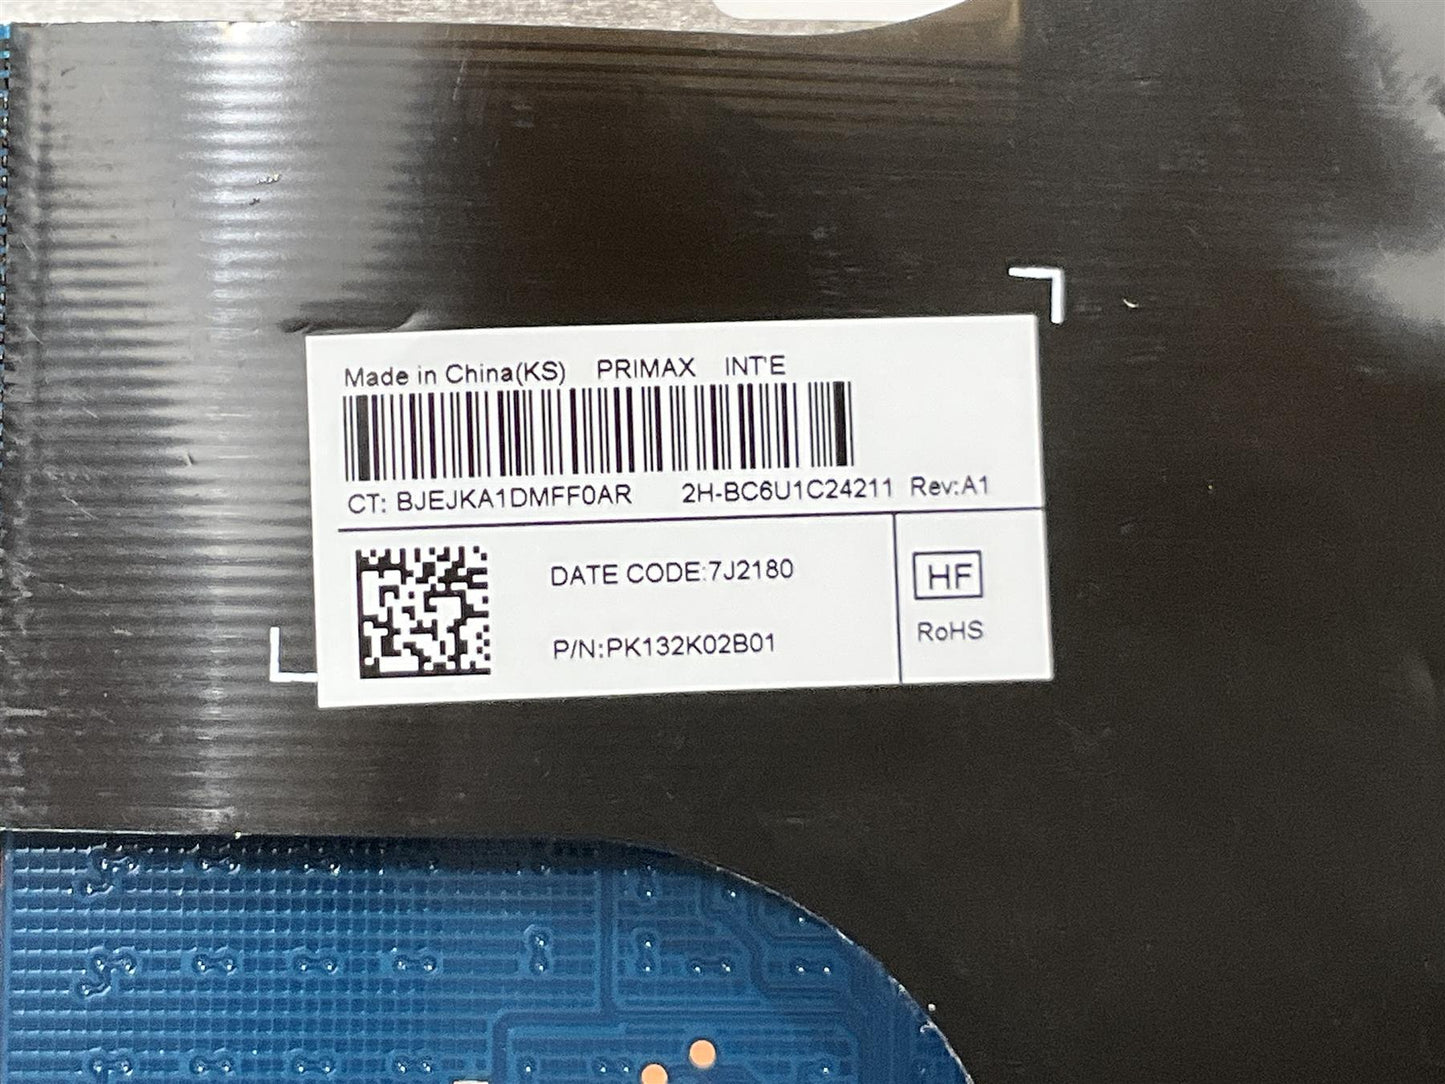 Made in China(KS) PRIMAX INT'E
CT: BJEJKA1DMFF0AR 2H-BC6U1C24211 Rev:A1
DATE CODE:7J2180
HF
P/N:PK132K02B01
RoHS